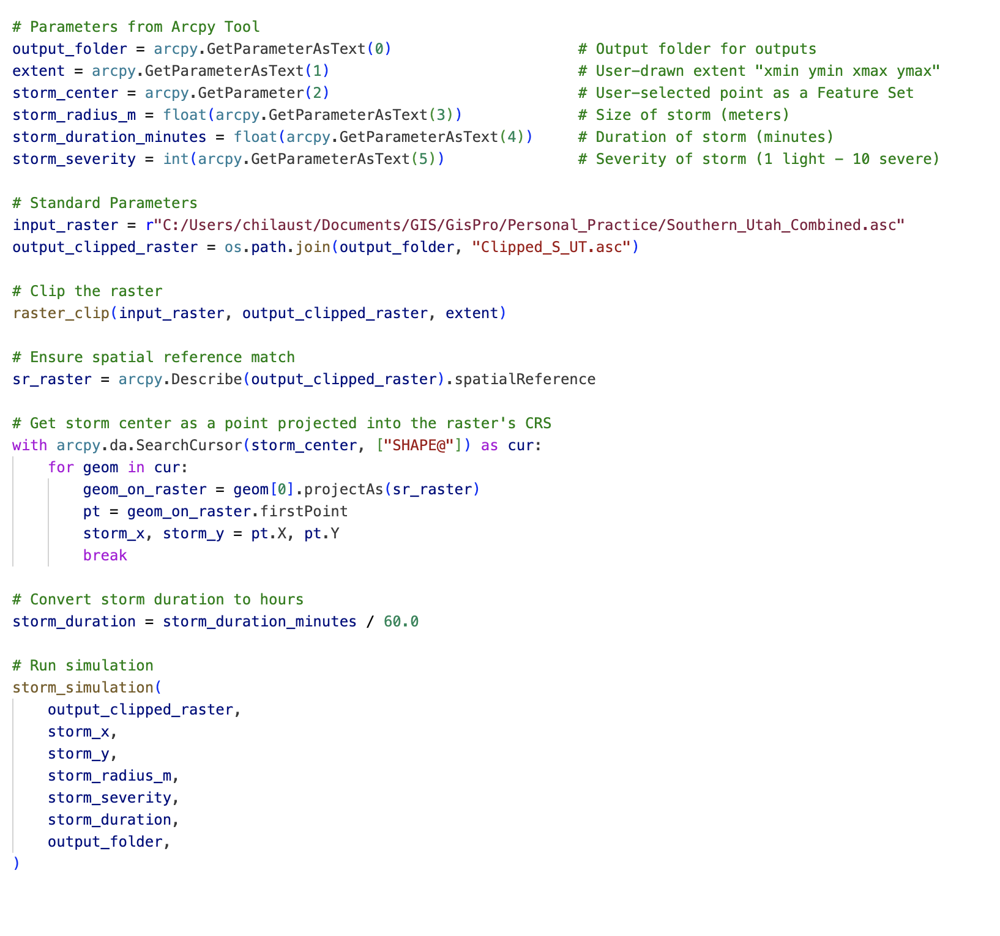 # Parameters from Arcpy Tool
output_folder = arcpy.GetParameterAsText(0) # Output folder for outputs
extent = arcpy.GetParameterAsText(1) # User-drawn extent "xmin ymin xmax ymax"
storm_center = arcpy.GetParameter(2) # User-selected point as a Feature Set
storm_radius_m = float(arcpy.GetParameterAsText(3)) # Size of storm (meters)
storm_duration_minutes = float(arcpy.GetParameterAsText(4)) # Duration of storm (minutes)
storm_severity = int(arcpy.GetParameterAsText(5)) # Severity of storm (1 light - 10 severe)

# Standard Parameters
input_raster = r"C:/Users/chilaust/Documents/GIS/GisPro/Personal_Practice/Southern_Utah_Combined.asc"
output_clipped_raster = os.path.join(output_folder, "Clipped_S_UT.asc")

# Clip the raster
raster_clip(input_raster, output_clipped_raster, extent)

# Ensure spatial reference match
sr_raster = arcpy.Describe(output_clipped_raster).spatialReference

# Get storm center as a point projected into the raster's CRS
with arcpy.da.SearchCursor(storm_center, ["SHAPE@"]) as cur:
    for geom in cur:
        geom_on_raster = geom[0].projectAs(sr_raster)
        pt = geom_on_raster.firstPoint
        storm_x, storm_y = pt.X, pt.Y
        break

# Convert storm duration to hours
storm_duration = storm_duration_minutes / 60.0

# Run simulation
storm_simulation(
    output_clipped_raster,
    storm_x,
    storm_y,
    storm_radius_m,
    storm_severity,
    storm_duration,
    output_folder,
)